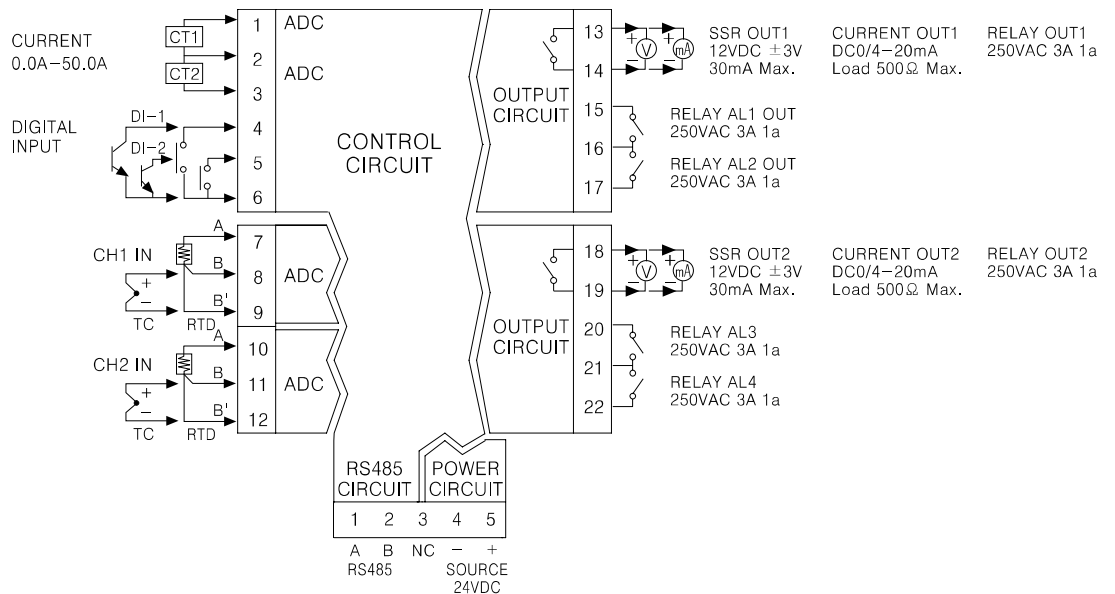 CURRENT
0.0A−50.0A
CT1
CT2
1
2
3
ADC
ADC
DIGITAL
INPUT
DI−1
DI−2
4
5
6
CONTROL
CIRCUIT
CH1 IN
+
−
TC
RTD
A
B
B'
7
8
9
ADC
CH2 IN
+
−
TC
RTD
A
B
B'
10
11
12
ADC
OUTPUT
CIRCUIT
13
14
15
16
17
+
−
V
+
−
mA
SSR OUT1
12VDC ±3V
30mA Max.
CURRENT OUT1
DC0/4−20mA
Load 500Ω Max.
RELAY OUT1
250VAC 3A 1a
RELAY AL1 OUT
250VAC 3A 1a
RELAY AL2 OUT
250VAC 3A 1a
OUTPUT
CIRCUIT
18
19
20
21
22
+
−
V
+
−
mA
SSR OUT2
12VDC ±3V
30mA Max.
CURRENT OUT2
DC0/4−20mA
Load 500Ω Max.
RELAY OUT2
250VAC 3A 1a
RELAY AL3
250VAC 3A 1a
RELAY AL4
250VAC 3A 1a
RS485
CIRCUIT
POWER
CIRCUIT
1 2 3 4 5
A B NC − +
RS485
SOURCE
24VDC